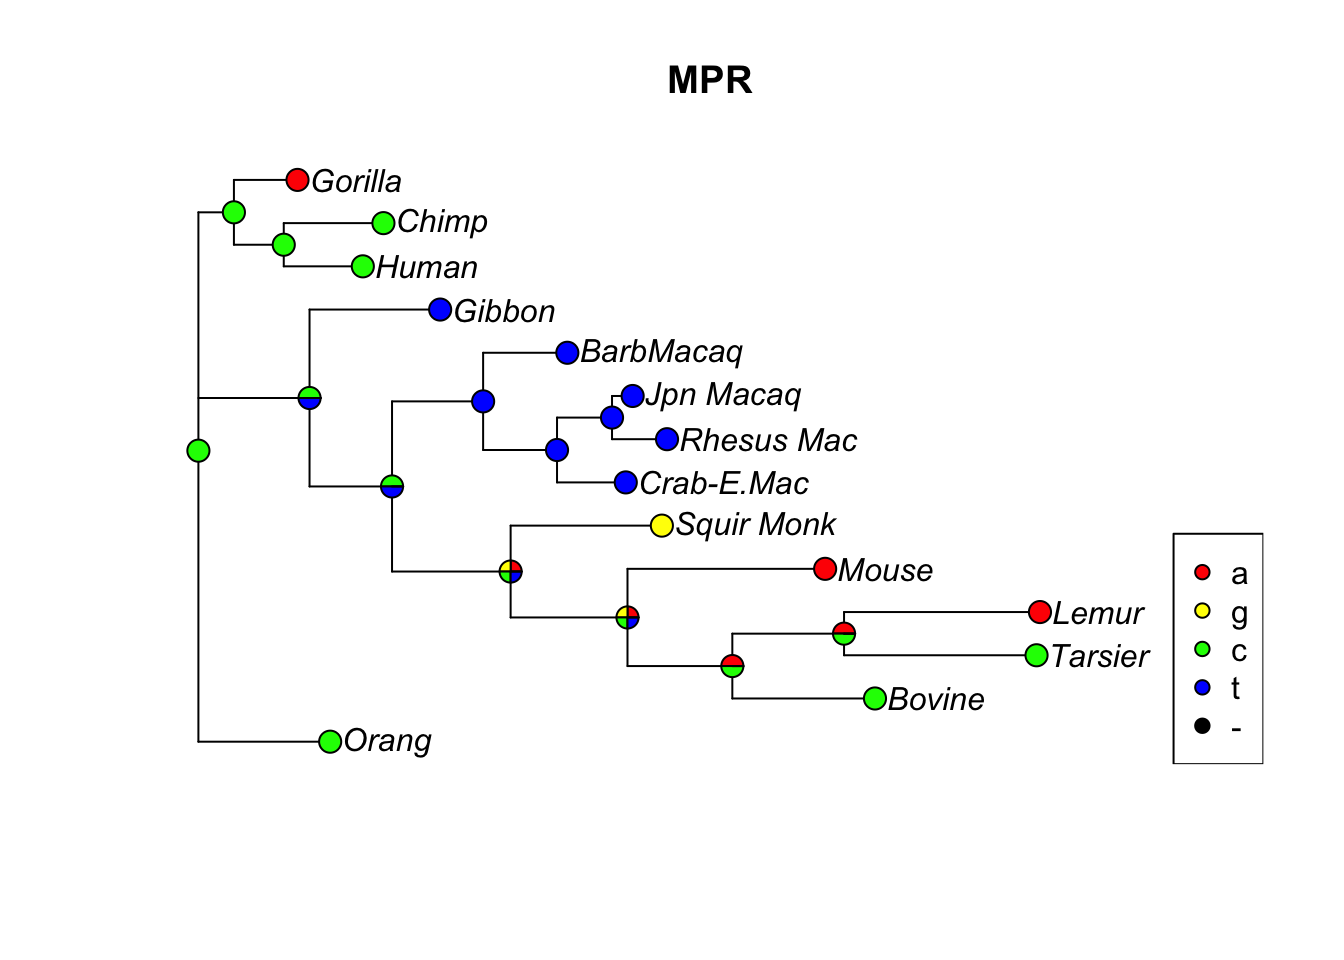 MPR
Gorilla
Chimp
Human
Gibbon
BarbMacaq
Jpn Macaq
Rhesus Mac
Crab-E.Mac
Squir Monk
Mouse
Lemur
Tarsier
Bovine
Orang
a
g
c
t
-